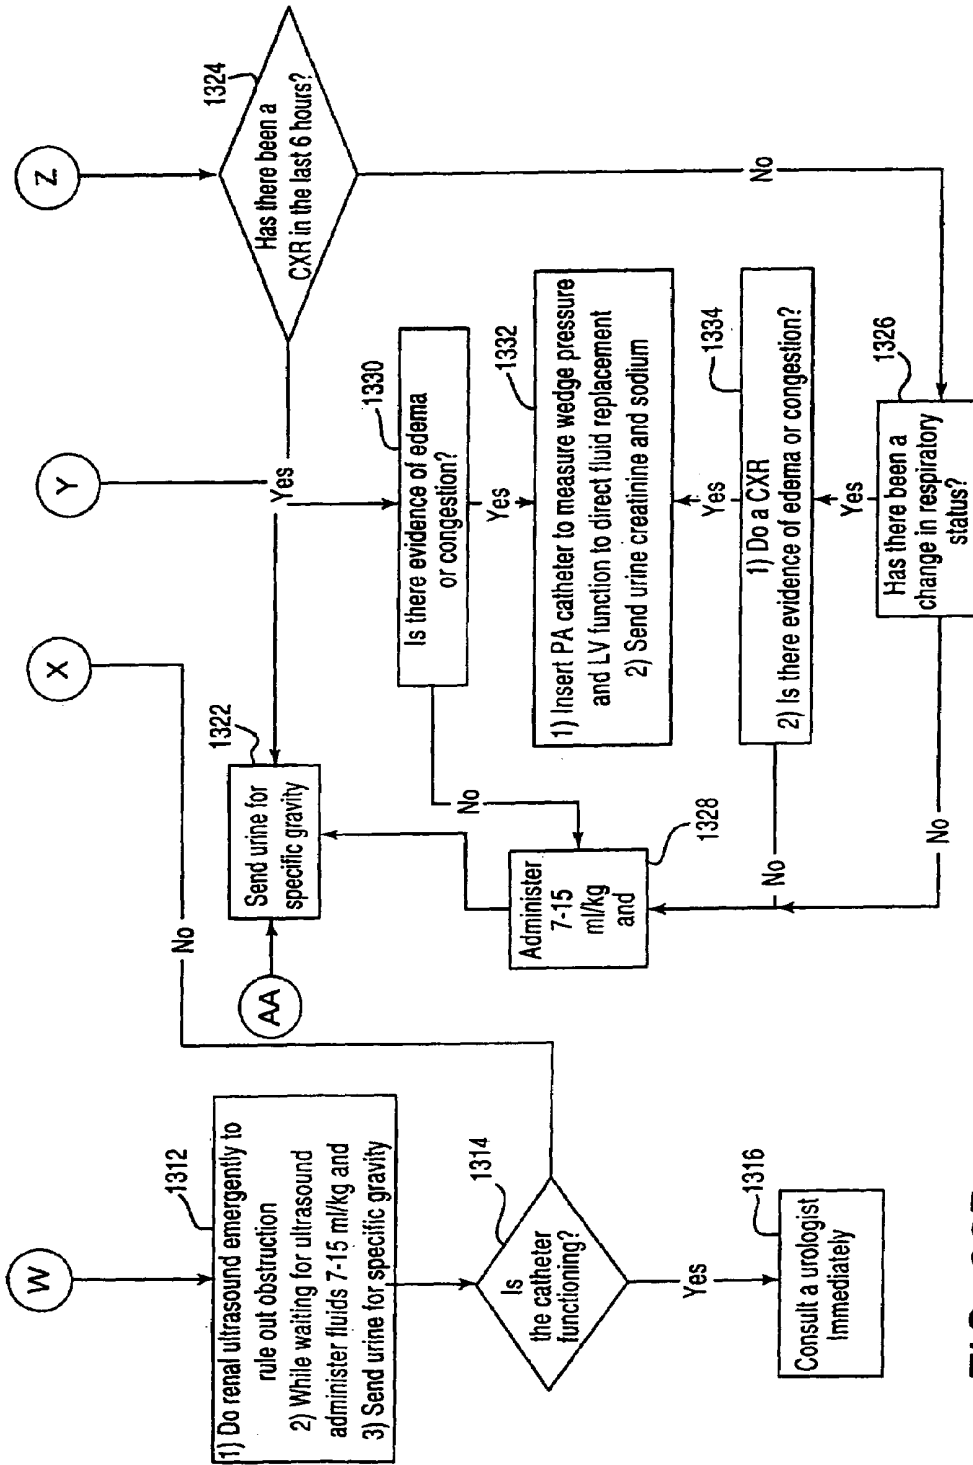 W
1312
1) Do renal ultrasound emergently to
rule out obstruction
2) While waiting for ultrasound
administer fluids 7-15 ml/kg and
3) Send urine for specific gravity
1314
Is
the catheter
functioning?
Yes
1316
Consult a urologist
Immediately
No
X
AA
1322
Send urine for
specific gravity
Y
Yes
Z
1324
Has there been a
CXR in the last 6 hours?
No
1330
Is there evidence of edema
or congestion?
No
Yes
1328
Administer
7-15
ml/kg
and
1332
1) Insert PA catheter to measure wedge pressure
and LV function to direct fluid replacement
2) Send urine creatinine and sodium
Yes
1334
1) Do a CXR
2) Is there evidence of edema or congestion?
No
Yes
1326
Has there been a
change in respiratory
status?
No